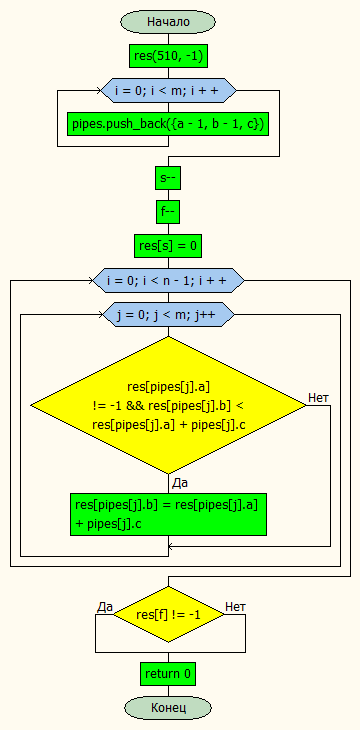 Начало
res(510, -1)
i = 0; i < m; i + +
pipes.push_back({a - 1, b - 1, c})
s--
f--
res[s] = 0
i = 0; i < n - 1; i + +
j = 0; j < m; j++
res[pipes[j].a]
!= -1 && res[pipes[j].b] <
res[pipes[j].a] + pipes[j].c
Нет
Да
res[pipes[j].b] = res[pipes[j].a]
+ pipes[j].c
Да
res[f] != -1
Нет
return 0
Конец